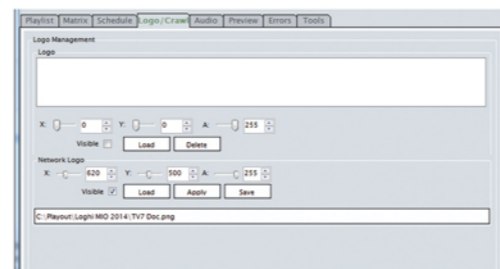 Playlist Matrix Schedule Logo/Crawl Audio Preview Errors Tools
Logo Management
Logo
X: 0 Y: 0 A: 255
Visible Load Delete
Network Logo
X: 620 Y: 500 A: 255
Visible Load Apply Save
C:\Playout\Loghi MIO 2014\TV7 Doc.png